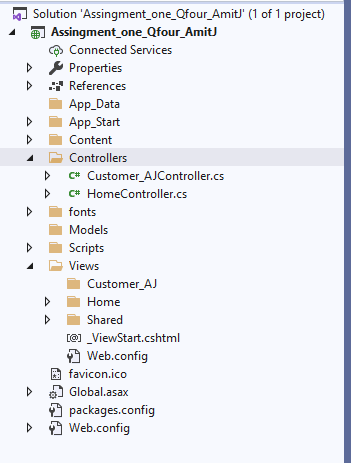 Solution 'Assingment_one_Qfour_AmitJ' (1 of 1 project)
Assingment_one_Qfour_AmitJ
Connected Services
Properties
References
App_Data
App_Start
Content
Controllers
C# Customer_AJController.cs
C# HomeController.cs
fonts
Models
Scripts
Views
Customer_AJ
Home
Shared
[@] _ViewStart.cshtml
Web.config
favicon.ico
Global.asax
packages.config
Web.config